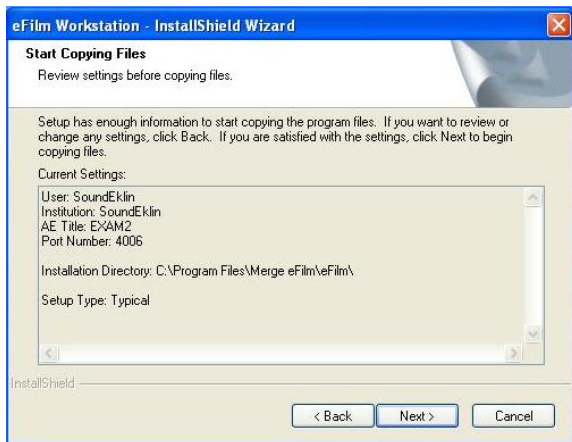 eFilm Workstation - InstallShield Wizard
Start Copying Files
Review settings before copying files.
Setup has enough information to start copying the program files. If you want to review or
change any settings, click Back. If you are satisfied with the settings, click Next to begin
copying files.
Current Settings:
User: SoundEklin
Institution: SoundEklin
AE Title: EXAM2
Port Number: 4006
Installation Directory: C:\Program Files\Merge eFilm\eFilm\
Setup Type: Typical
InstallShield
< Back Next > Cancel